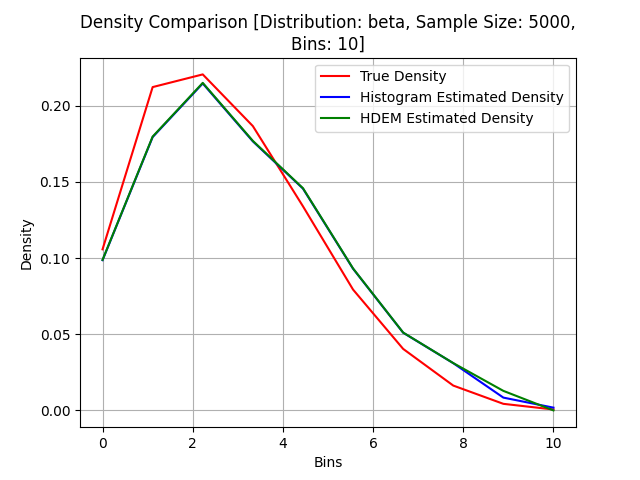 Density Comparison [Distribution: beta, Sample Size: 5000,
Bins: 10]
True Density
Histogram Estimated Density
HDEM Estimated Density
Density
0.20
0.15
0.10
0.05
0.00
0 2 4 6 8 10
Bins